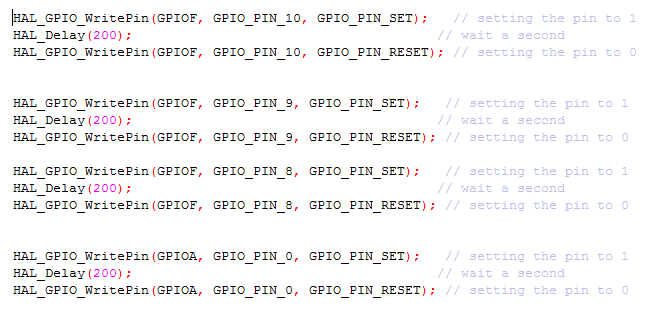 HAL_GPIO_WritePin(GPIOF, GPIO_PIN_10, GPIO_PIN_SET);   // setting the pin to 1
HAL_Delay(200);                                      // wait a second
HAL_GPIO_WritePin(GPIOF, GPIO_PIN_10, GPIO_PIN_RESET); // setting the pin to 0
HAL_GPIO_WritePin(GPIOF, GPIO_PIN_9, GPIO_PIN_SET);   // setting the pin to 1
HAL_Delay(200);                                      // wait a second
HAL_GPIO_WritePin(GPIOF, GPIO_PIN_9, GPIO_PIN_RESET); // setting the pin to 0
HAL_GPIO_WritePin(GPIOF, GPIO_PIN_8, GPIO_PIN_SET);   // setting the pin to 1
HAL_Delay(200);                                      // wait a second
HAL_GPIO_WritePin(GPIOF, GPIO_PIN_8, GPIO_PIN_RESET); // setting the pin to 0
HAL_GPIO_WritePin(GPIOA, GPIO_PIN_0, GPIO_PIN_SET);   // setting the pin to 1
HAL_Delay(200);                                      // wait a second
HAL_GPIO_WritePin(GPIOA, GPIO_PIN_0, GPIO_PIN_RESET); // setting the pin to 0